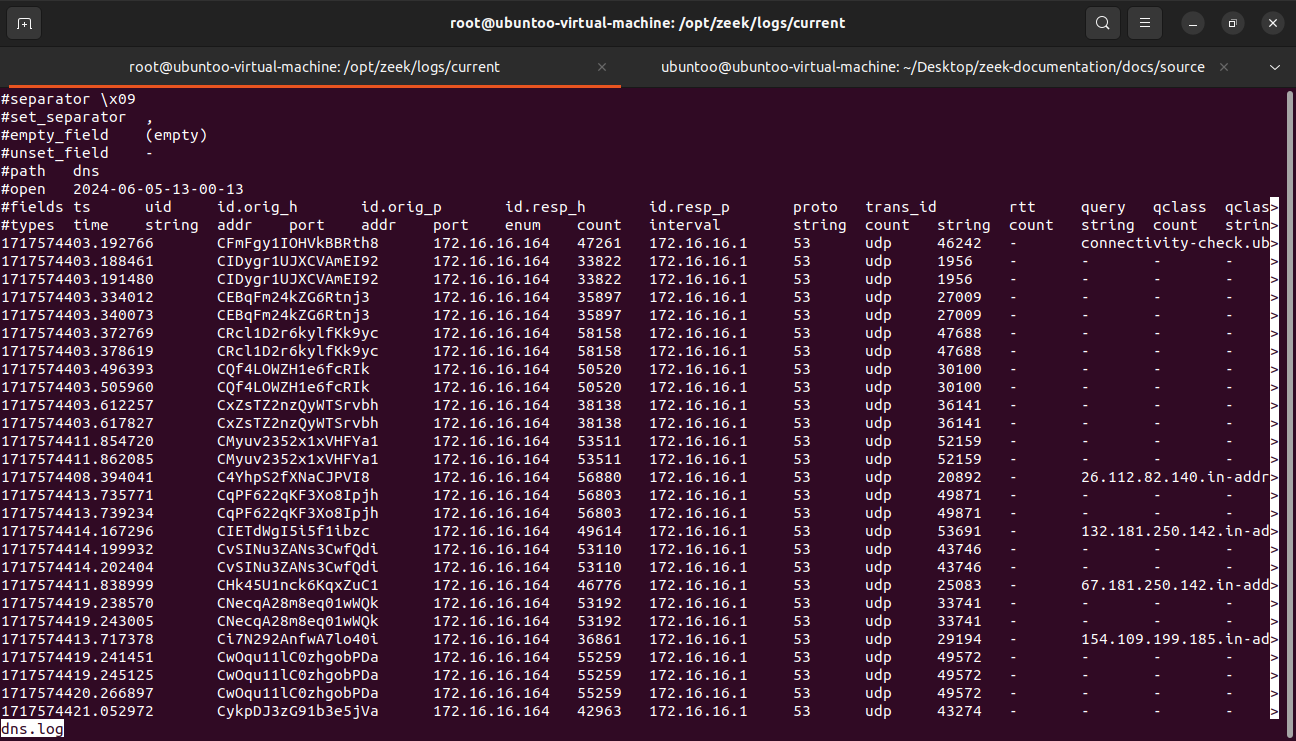 root@ubuntoo-virtual-machine: /opt/zeek/logs/current
root@ubuntoo-virtual-machine: /opt/zeek/logs/current × ubuntoo@ubuntoo-virtual-machine: ~/Desktop/zeek-documentation/docs/source ×
#separator \x09
#set_separator ,
#empty_field (empty)
#unset_field -
#path dns
#open 2024-06-05-13-00-13
#fields ts uid id.orig_h id.orig_p id.resp_h id.resp_p proto trans_id rtt query qclass qclas>
#types time string addr port addr port enum count interval string count string count string count strin>
1717574403.192766 CFmFgy1IOHVkBBRth8 172.16.16.164 47261 172.16.16.1 53 udp 46242 - connectivity-check.ub>
1717574403.188461 CIDygr1UJXCVAmEI92 172.16.16.164 33822 172.16.16.1 53 udp 1956 - - - ->
1717574403.191480 CIDygr1UJXCVAmEI92 172.16.16.164 33822 172.16.16.1 53 udp 1956 - - - ->
1717574403.334012 CEBqFm24kZG6Rtnj3 172.16.16.164 35897 172.16.16.1 53 udp 27009 - - - ->
1717574403.340073 CEBqFm24kZG6Rtnj3 172.16.16.164 35897 172.16.16.1 53 udp 27009 - - - ->
1717574403.372769 CRcl1D2r6kylfKk9yc 172.16.16.164 58158 172.16.16.1 53 udp 47688 - - - ->
1717574403.378619 CRcl1D2r6kylfKk9yc 172.16.16.164 58158 172.16.16.1 53 udp 47688 - - - ->
1717574403.496393 CQf4LOWZH1e6fcRIk 172.16.16.164 50520 172.16.16.1 53 udp 30100 - - - ->
1717574403.505960 CQf4LOWZH1e6fcRIk 172.16.16.164 50520 172.16.16.1 53 udp 30100 - - - ->
1717574403.612257 CxZsTZ2nzQyWTSrvbh 172.16.16.164 38138 172.16.16.1 53 udp 36141 - - - ->
1717574403.617827 CxZsTZ2nzQyWTSrvbh 172.16.16.164 38138 172.16.16.1 53 udp 36141 - - - ->
1717574411.854720 CMyuv2352x1xVHFYa1 172.16.16.164 53511 172.16.16.1 53 udp 52159 - - - ->
1717574411.862085 CMyuv2352x1xVHFYa1 172.16.16.164 53511 172.16.16.1 53 udp 52159 - - - ->
1717574408.394041 C4YhpS2fXNaCJPVI8 172.16.16.164 56880 172.16.16.1 53 udp 20892 - 26.112.82.140.in-addr>
1717574413.735771 CqPF622qKF3Xo8Ipjh 172.16.16.164 56803 172.16.16.1 53 udp 49871 - - - ->
1717574413.739234 CqPF622qKF3Xo8Ipjh 172.16.16.164 56803 172.16.16.1 53 udp 49871 - - - ->
1717574414.167296 CIETdWgI5i5f1ibzc 172.16.16.164 49614 172.16.16.1 53 udp 53691 - 132.181.250.142.in-ad>
1717574414.199932 CvSINu3ZANs3CwfQdi 172.16.16.164 53110 172.16.16.1 53 udp 43746 - - - ->
1717574414.202404 CvSINu3ZANs3CwfQdi 172.16.16.164 53110 172.16.16.1 53 udp 43746 - - - ->
1717574411.838999 CHk45U1nck6KqxZuC1 172.16.16.164 46776 172.16.16.1 53 udp 25083 - 67.181.250.142.in-add>
1717574419.238570 CNecqA28m8eq01wWQk 172.16.16.164 53192 172.16.16.1 53 udp 33741 - - - ->
1717574419.243005 CNecqA28m8eq01wWQk 172.16.16.164 53192 172.16.16.1 53 udp 33741 - - - ->
1717574413.717378 Ci7N292AnfwA7lo40i 172.16.16.164 36861 172.16.16.1 53 udp 29194 - 154.109.199.185.in-ad>
1717574419.241451 CwOqu11lC0zhgobPDa 172.16.16.164 55259 172.16.16.1 53 udp 49572 - - - ->
1717574419.245125 CwOqu11lC0zhgobPDa 172.16.16.164 55259 172.16.16.1 53 udp 49572 - - - ->
1717574420.266897 CwOqu11lC0zhgobPDa 172.16.16.164 55259 172.16.16.1 53 udp 49572 - - - ->
1717574421.052972 CykpDJ3zG91b3e5jVa 172.16.16.164 42963 172.16.16.1 53 udp 43274 - - - ->
dns.log